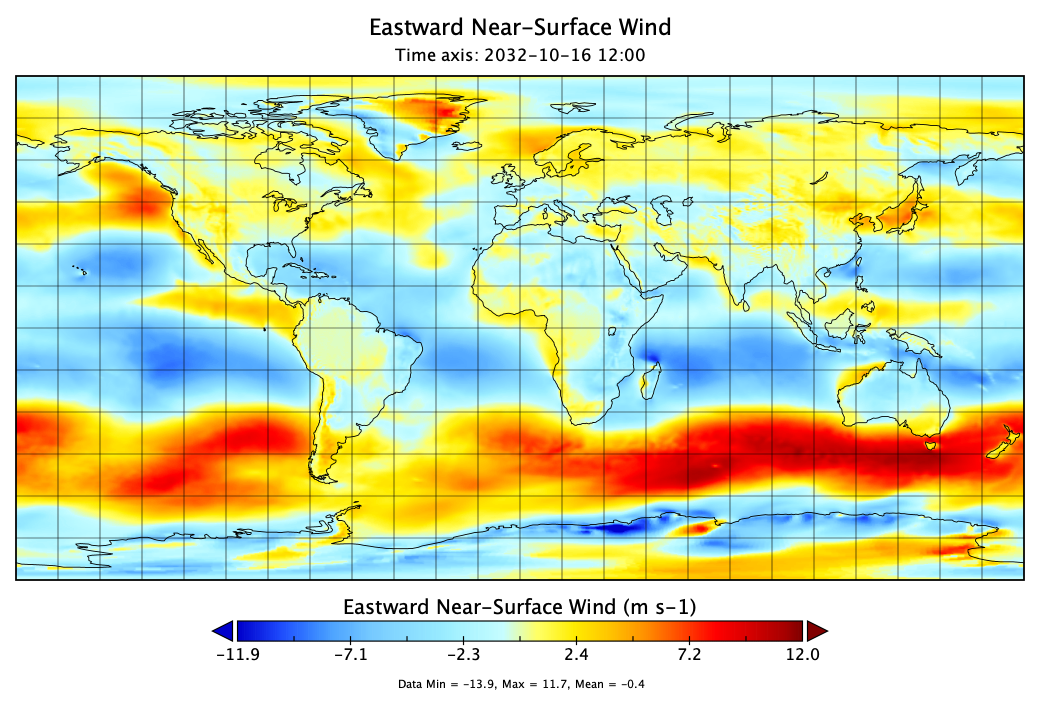 Eastward Near-Surface Wind
Time axis: 2032-10-16 12:00
Eastward Near-Surface Wind (m s-1)
-11.9 -7.1 -2.3 2.4 7.2 12.0
Data Min = -13.9, Max = 11.7, Mean = -0.4